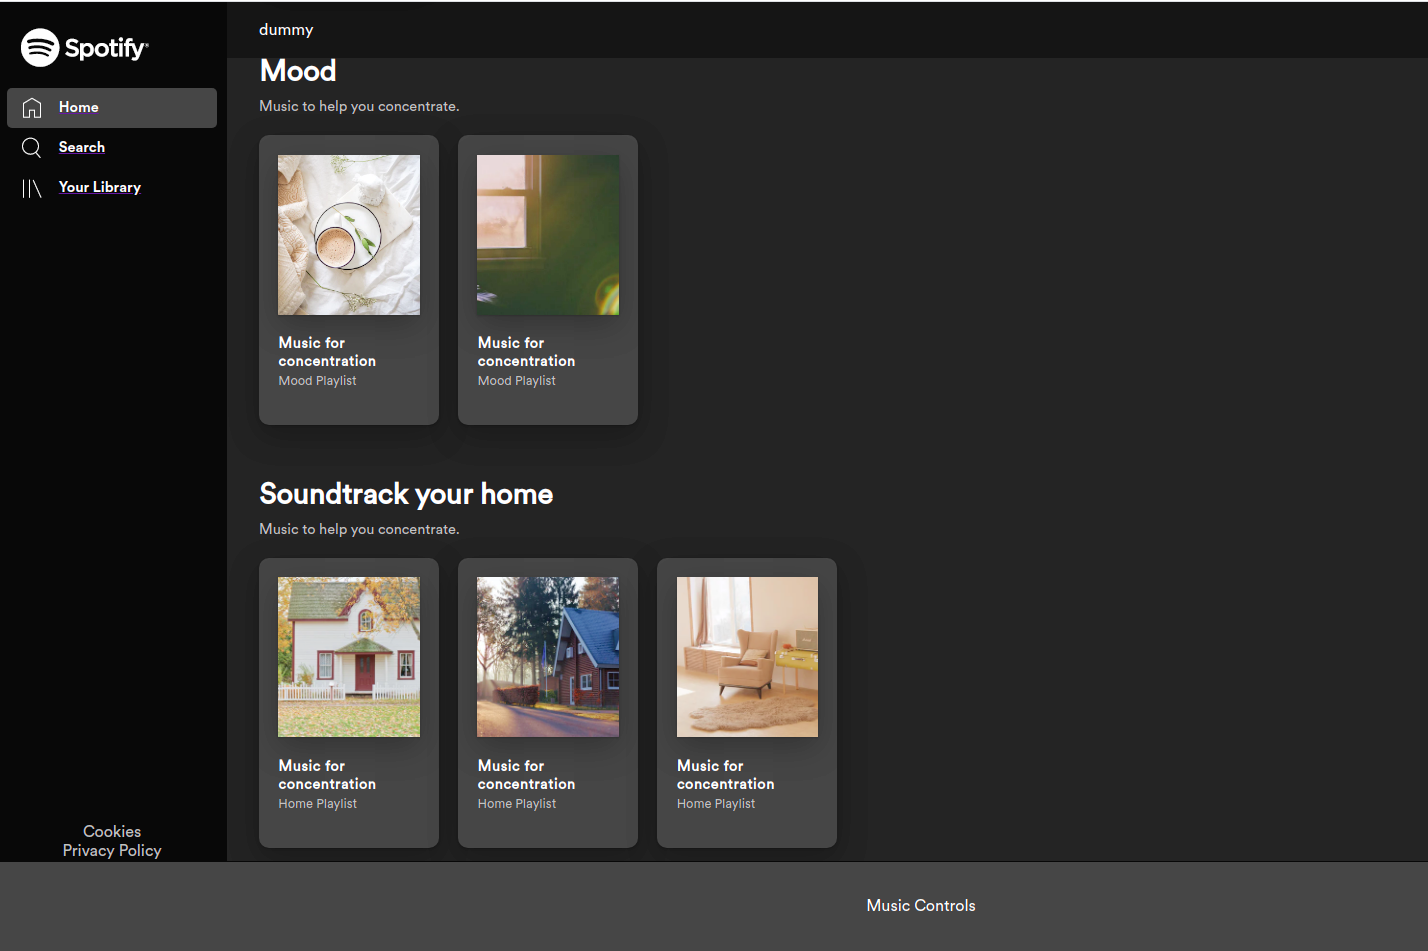 Spotify®
Home
Search
Your Library
Cookies
Privacy Policy
dummy
Mood
Music to help you concentrate.
Music for
concentration
Mood Playlist
Music for
concentration
Mood Playlist
Soundtrack your home
Music to help you concentrate.
Music for
concentration
Home Playlist
Music for
concentration
Home Playlist
Music for
concentration
Home Playlist
Music Controls